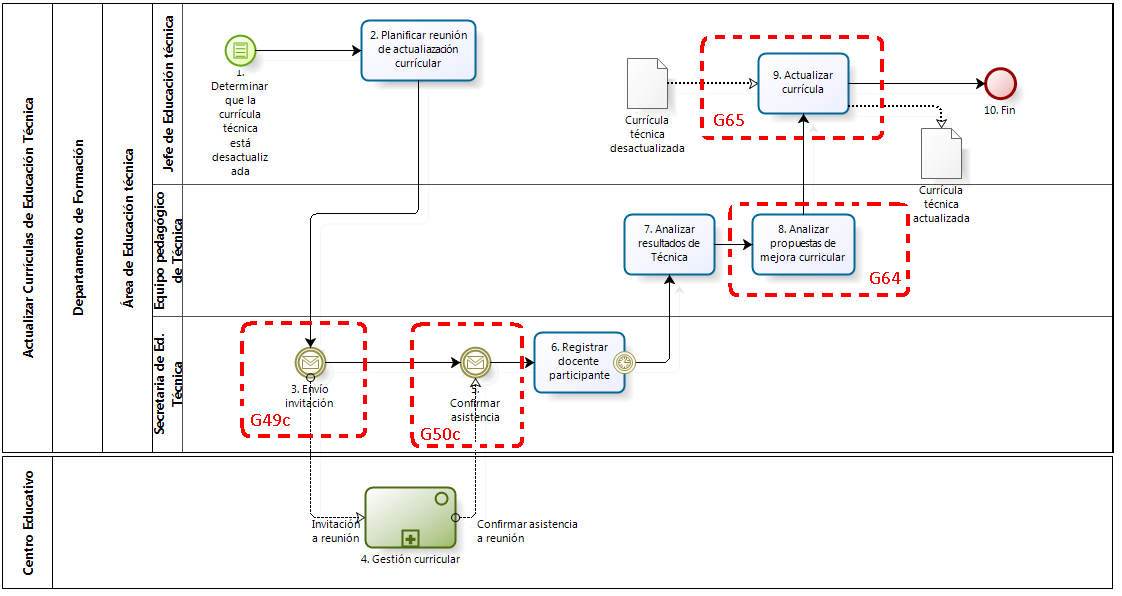 Actualizar Currículas de Educación Técnica
Departamento de Formación
Área de Educación técnica
Jefe de Educación técnica
1.
Determinar
que la
currícula
técnica
está
desactualiz
ada
2. Planificar reunión
de actualiazación
currícular
Currícula
técnica
desactualizada
9. Actualizar
currícula
G65
10. Fin
Currícula
técnica
actualizada
Equipo pedagógico
de Técnica
7. Analizar
resultados de
Técnica
8. Analizar
propuestas de
mejora curricular
G64
Secretaria de Ed.
Técnica
3. Envío
invitación
G49c
5.
Confirmar
asistencia
G50c
6. Registrar
docente
participante
Centro Educativo
Invitación
a reunión
4. Gestión curricular
Confirmar asistencia
a reunión